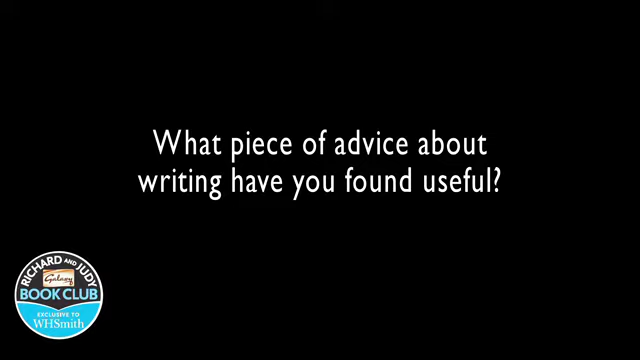 What piece of advice about
writing have you found useful?
RICHARD AND JUDY
Galaxy
BOOK CLUB
EXCLUSIVE TO
WHSmith